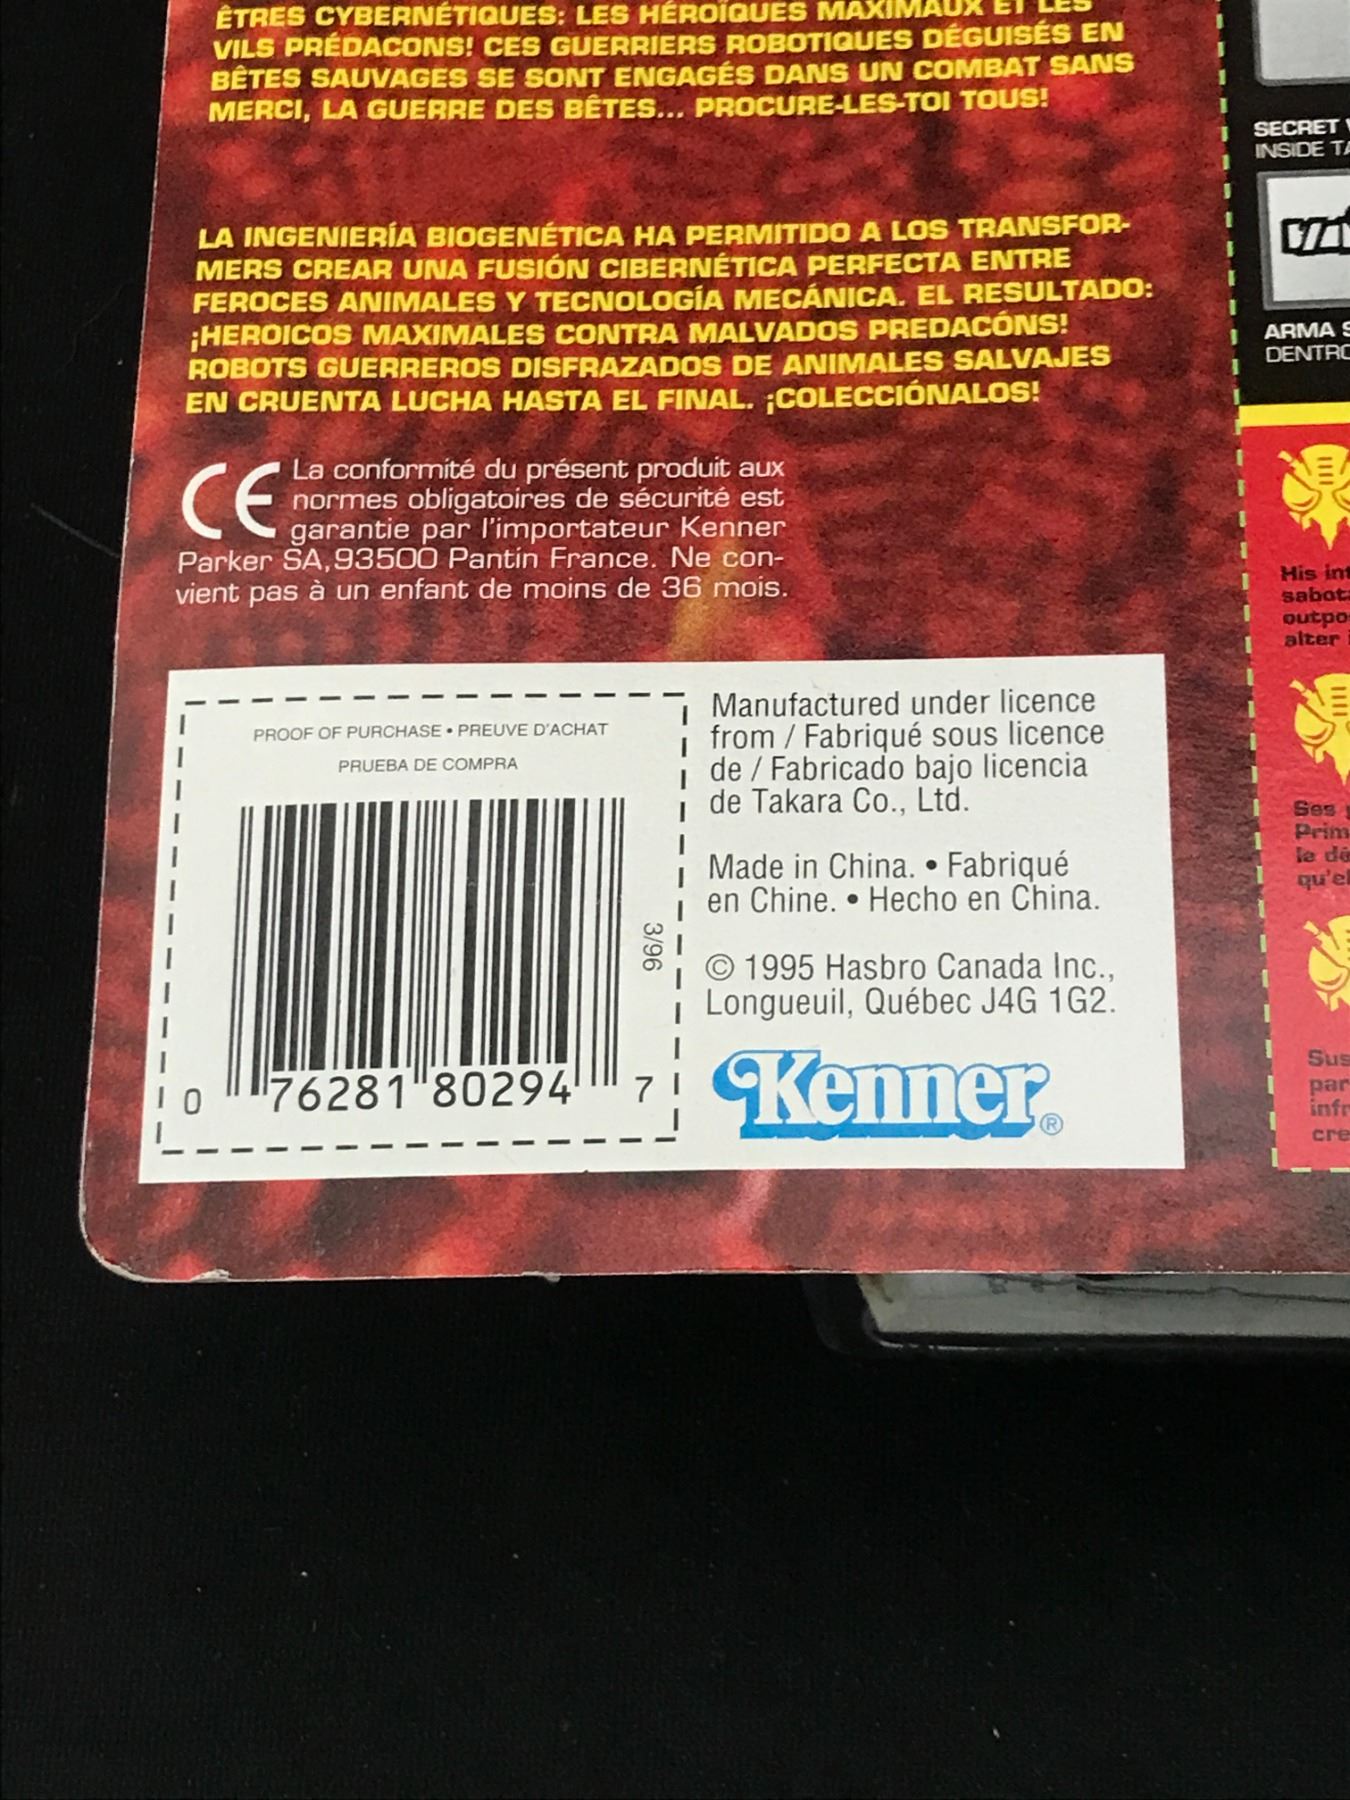 ÊTRES CYBERNÉTIQUES: LES HÉROÏQUES MAXIMAUX ET LES
VILS PRÉDACONS! CES GUERRIERS ROBOTIQUES DÉGUISÉS EN
BÊTES SAUVAGES SE SONT ENGAGÉS DANS UN COMBAT SANS
MERCI, LA GUERRE DES BÊTES... PROCURE-LES-TOI TOUS!
LA INGENIERÍA BIOGENÉTICA HA PERMITIDO A LOS TRANSFOR-
MERS CREAR UNA FUSIÓN CIBERNÉTICA PERFECTA ENTRE
FEROCES ANIMALES Y TECNOLOGÍA MECÁNICA. EL RESULTADO:
¡HEROICOS MAXIMALES CONTRA MALVADOS PREDACÓNS!
ROBOTS GUERREROS DISFRAZADOS DE ANIMALES SALVAJES
EN CRUENTA LUCHA HASTA EL FINAL. ¡COLECCIÓNALOS!
CE La conformité du présent produit aux
normes obligatoires de sécurité est
garantie par l'importateur Kenner
Parker SA,93500 Pantin France. Ne con-
vient pas à un enfant de moins de 36 mois.
PROOF OF PURCHASE • PREUVE D'ACHAT
PRUEBA DE COMPRA
3/96
0 76281 80294 7
Manufactured under licence
from / Fabriqué sous licence
de / Fabricado bajo licencia
de Takara Co., Ltd.
Made in China. • Fabriqué
en Chine. • Hecho en China.
© 1995 Hasbro Canada Inc.,
Longueuil, Québec J4G 1G2.
Kenner®
SECRET
INSIDE
ARMA
His
alter
Ses
le